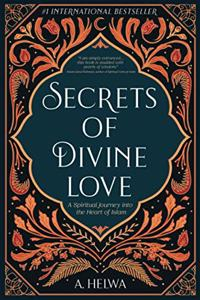 #1 INTERNATIONAL BESTSELLER
SECRETS
OF
DIVINE
LOVE
A Spiritual Journey into
the Heart of Islam
A. HELWA